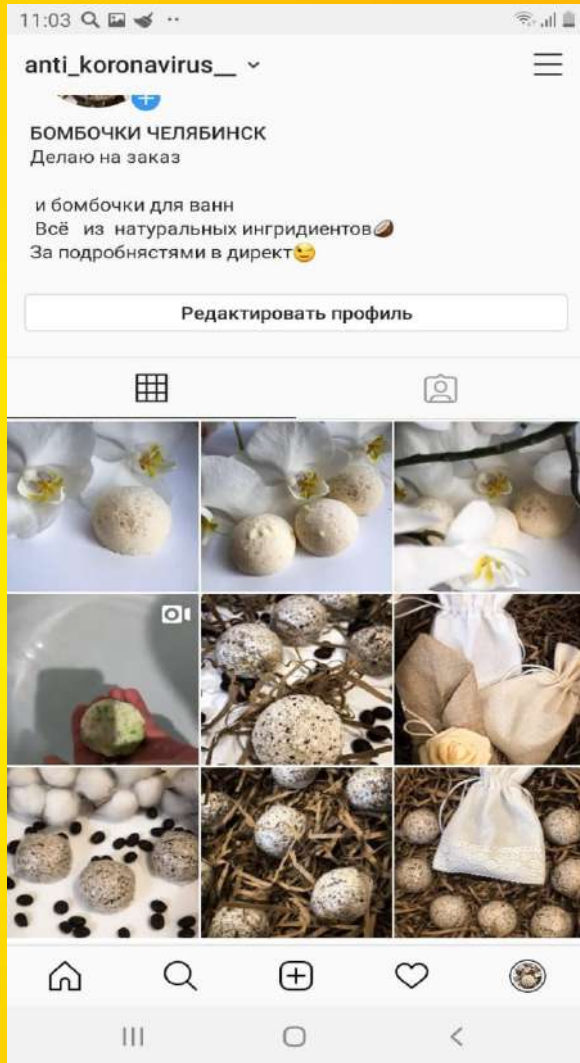 11:03
anti_koronavirus__
БОМБОЧКИ ЧЕЛЯБИНСК
Делаю на заказ
и бомбочки для ванн
Всё из натуральных ингридиентов🥥
За подробнястями в директ😉
Редактировать профиль